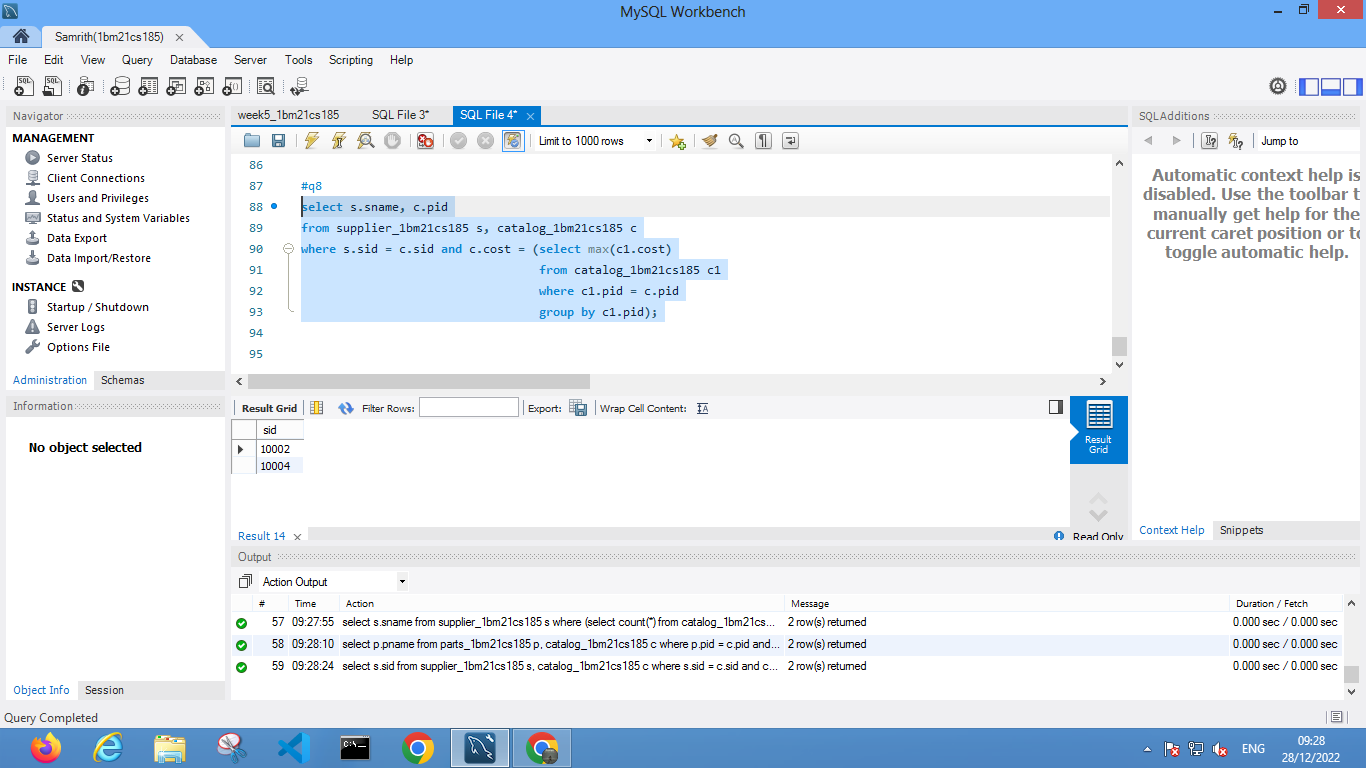 MySQL Workbench
Samrith(1bm21cs185)
File Edit View Query Database Server Tools Scripting Help
Navigator
MANAGEMENT
Server Status
Client Connections
Users and Privileges
Status and System Variables
Data Export
Data Import/Restore
INSTANCE
Startup / Shutdown
Server Logs
Options File
Administration Schemas
Information
No object selected
Object Info Session
week5_1bm21cs185 SQL File 3* SQL File 4*
Limit to 1000 rows
86
87 #q8
88 select s.sname, c.pid
89 from supplier_1bm21cs185 s, catalog_1bm21cs185 c
90 where s.sid = c.sid and c.cost = (select max(c1.cost)
91 from catalog_1bm21cs185 c1
92 where c1.pid = c.pid
93 group by c1.pid);
94
95
Result Grid Filter Rows: Export: Wrap Cell Content:
sid
10002
10004
Result Grid
Result 14
Read Only
SQLAdditions
Jump to
Automatic context help is
disabled. Use the toolbar t
manually get help for the
current caret position or to
toggle automatic help.
Context Help Snippets
Output
Action Output
# Time Action Message Duration / Fetch
57 09:27:55 select s.sname from supplier_1bm21cs185 s where (select count(*) from catalog_1bm21cs... 2 row(s) returned 0.000 sec / 0.000 sec
58 09:28:10 select p.pname from parts_1bm21cs185 p, catalog_1bm21cs185 c where p.pid = c.pid and... 2 row(s) returned 0.000 sec / 0.000 sec
59 09:28:24 select s.sid from supplier_1bm21cs185 s, catalog_1bm21cs185 c where s.sid = c.sid and c... 2 row(s) returned 0.000 sec / 0.000 sec
Query Completed
ENG
09:28
28/12/2022